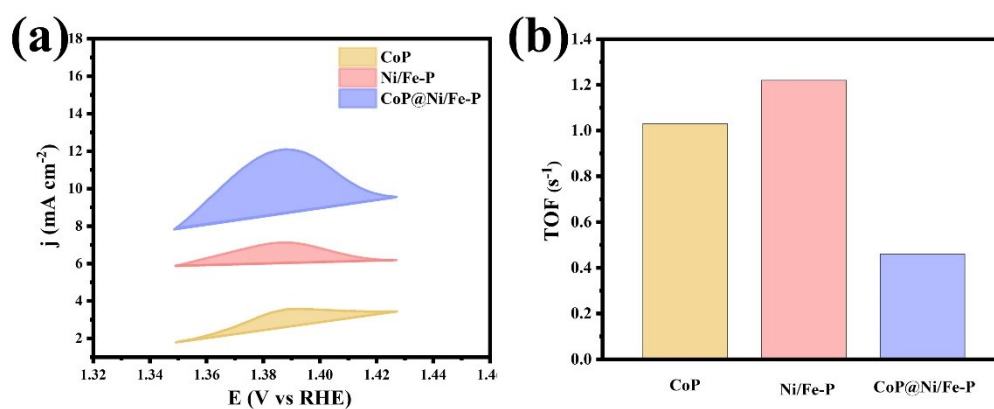 (a)
18
16
14
12
10
8
6
4
2
j (mA cm-2)
CoP
Ni/Fe-P
CoP@Ni/Fe-P
1.32
1.34
1.36
1.38
1.40
1.42
1.44
E (V vs RHE)
(b)
1.4
1.2
1.0
0.8
0.6
0.4
0.2
0.0
TOF (s-1)
CoP
Ni/Fe-P
CoP@Ni/Fe-P